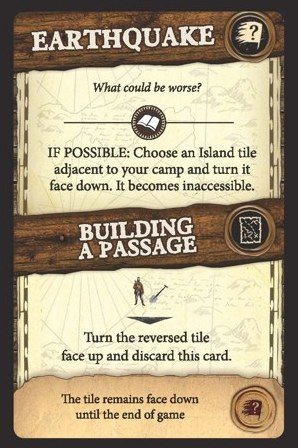 EARTHQUAKE
?
What could be worse?
IF POSSIBLE: Choose an Island tile
adjacent to your camp and turn it
face down. It becomes inaccessible.
BUILDING
A PASSAGE
Turn the reversed tile
face up and discard this card.
The tile remains face down
until the end of game
?